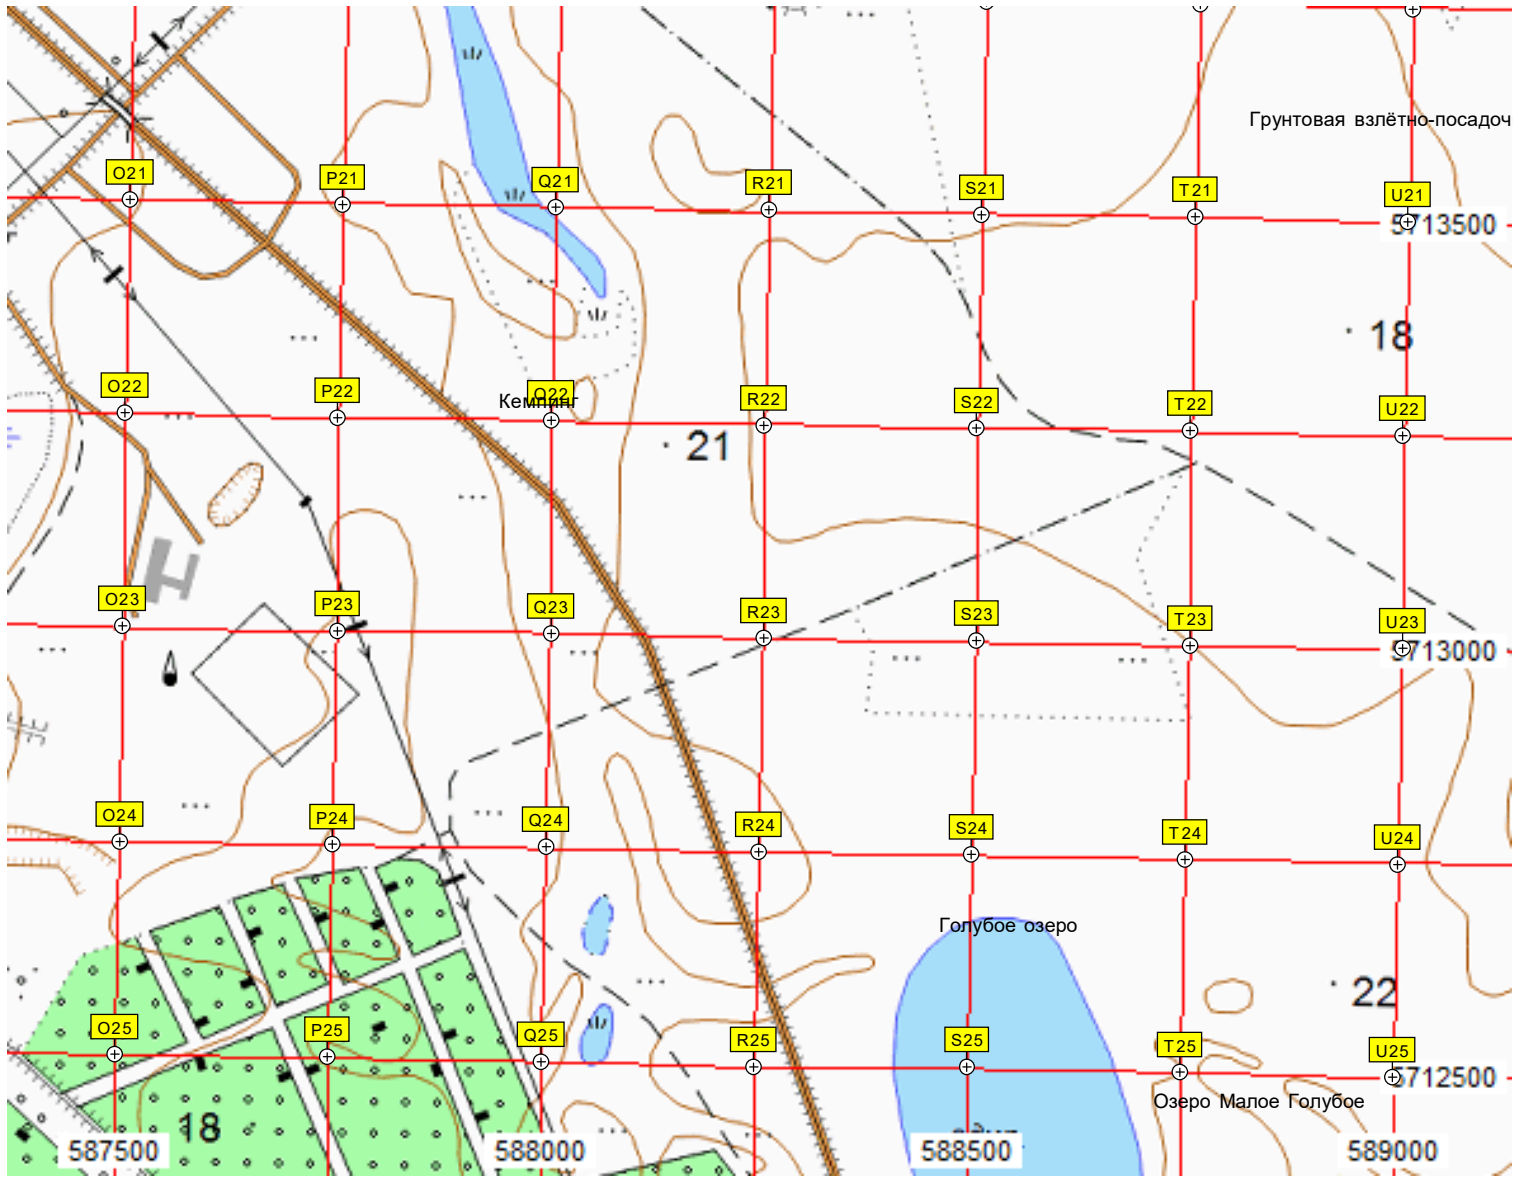 Грунтовая взлётно-посадоч
O21 P21 Q21 R21 S21 T21 U21
5713500
18
O22 P22 Q22 R22 S22 T22 U22
Кемпинг
21
O23 P23 Q23 R23 S23 T23 U23
5713000
O24 P24 Q24 R24 S24 T24 U24
Голубое озеро
22
O25 P25 Q25 R25 S25 T25 U25
5712500
Озеро Малое Голубое
18
587500 588000 588500 589000